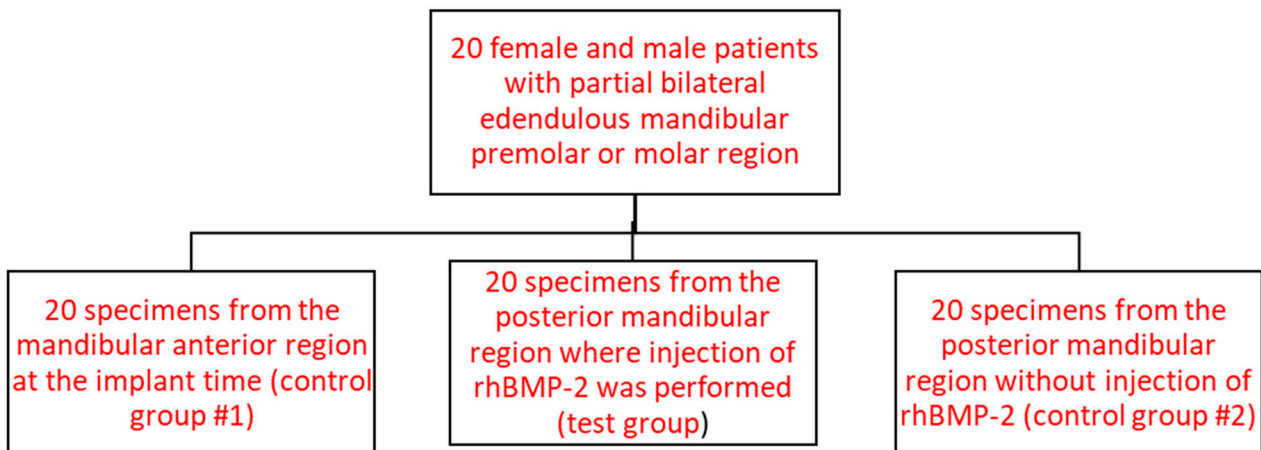 20 female and male patients
with partial bilateral
edendulous mandibular
premolar or molar region
20 specimens from the
mandibular anterior region
at the implant time (control
group #1)
20 specimens from the
posterior mandibular
region where injection of
rhBMP-2 was performed
(test group)
20 specimens from the
posterior mandibular
region without injection of
rhBMP-2 (control group #2)